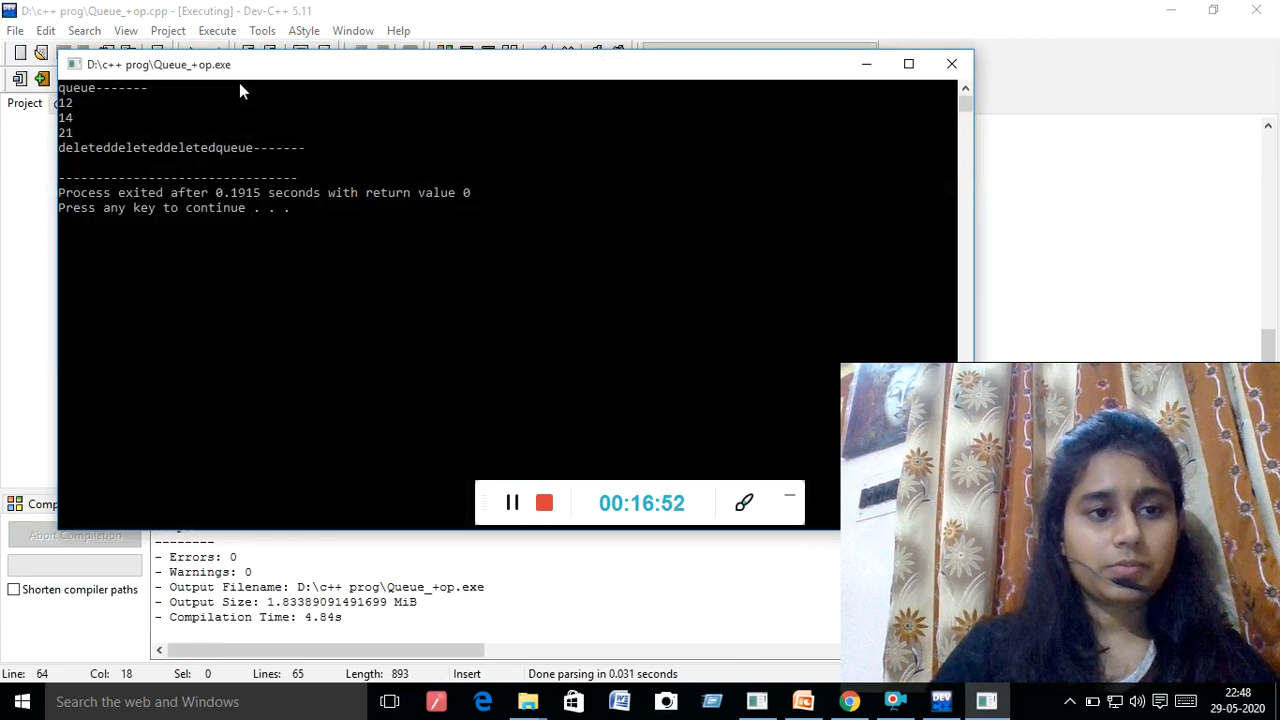 D:\c++ prog\Queue_+op.cpp - [Executing] - Dev-C++ 5.11
File Edit Search View Project Execute Tools AStyle Window Help
D:\c++ prog\Queue_+op.exe
Project
queue-------
12
14
21
deleteddeleteddeletedqueue-------
--------------------------------
Process exited after 0.1915 seconds with return value 0
Press any key to continue . . .
00:16:52
Comp
Abort Compilation
Shorten compiler paths
--------
- Errors: 0
- Warnings: 0
- Output Filename: D:\c++ prog\Queue_+op.exe
- Output Size: 1.83389091491699 MiB
- Compilation Time: 4.84s
Line: 64 Col: 18 Sel: 0 Lines: 65 Length: 893 Insert Done parsing in 0.031 seconds
Search the web and Windows
DEV
22:48
29-05-2020